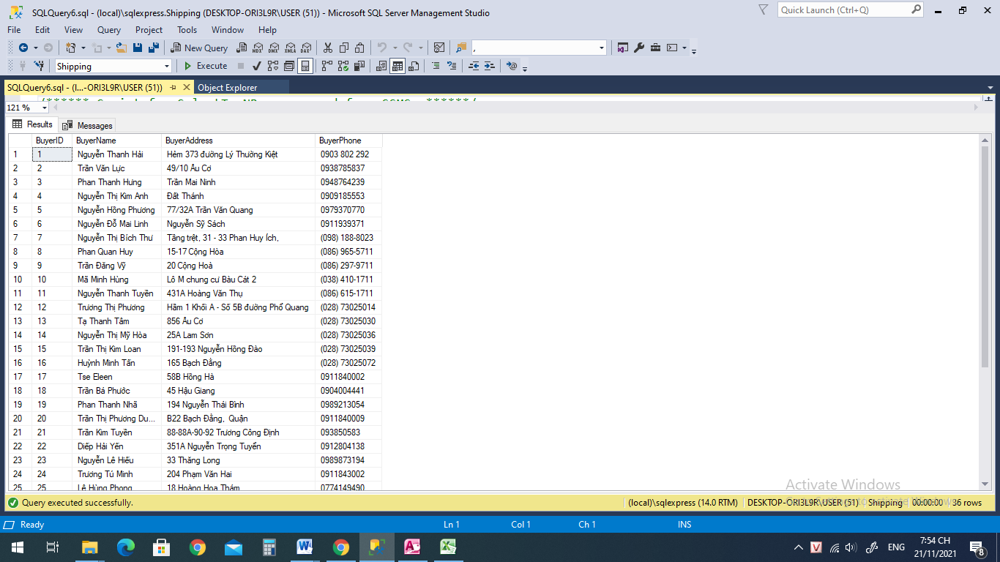 SQLQuery6.sql - (local)\sqlexpress.Shipping (DESKTOP-ORI3L9R\USER (51)) - Microsoft SQL Server Management Studio
Quick Launch (Ctrl+Q)
File Edit View Query Project Tools Window Help
New Query MDX DMX XMLA DAX ,
Shipping Execute
SQLQuery6.sql - (l...-ORI3L9R\USER (51)) Object Explorer
121 %
Results Messages
BuyerID BuyerName BuyerAddress BuyerPhone
1 1 Nguyễn Thanh Hải Hẻm 373 đường Lý Thường Kiệt 0903 802 292
2 2 Trần Văn Lực 49/10 Âu Cơ 0938785837
3 3 Phan Thanh Hưng Trần Mai Ninh 0948764239
4 4 Nguyễn Thị Kim Anh Đất Thánh 0909185553
5 5 Nguyễn Hồng Phương 77/32A Trần Văn Quang 0979370770
6 6 Nguyễn Đỗ Mai Linh Nguyễn Sỹ Sách 0911939371
7 7 Nguyễn Thị Bích Thư Tầng trệt, 31 - 33 Phan Huy Ích, (098) 188-8023
8 8 Phan Quan Huy 15-17 Cộng Hòa (086) 965-5711
9 9 Trần Đăng Vỹ 20 Cộng Hoà (086) 297-9711
10 10 Mã Minh Hùng Lô M chung cư Bàu Cát 2 (038) 410-1711
11 11 Nguyễn Thanh Tuyền 431A Hoàng Văn Thụ (086) 615-1711
12 12 Trương Thị Phương Hầm 1 Khối A - Số 5B đường Phổ Quang (028) 73025014
13 13 Tạ Thanh Tâm 856 Âu Cơ (028) 73025030
14 14 Nguyễn Thị Mỹ Hòa 25A Lam Sơn (028) 73025036
15 15 Trần Thị Kim Loan 191-193 Nguyễn Hồng Đào (028) 73025039
16 16 Huỳnh Minh Tấn 165 Bạch Đằng (028) 73025072
17 17 Tse Eleen 58B Hồng Hà 0911840002
18 18 Trần Bá Phước 45 Hậu Giang 0904004441
19 19 Phan Thanh Nhã 194 Nguyễn Thái Bình 0989213054
20 20 Trần Thị Phương Du... B22 Bạch Đằng, Quận 0911840009
21 21 Trần Kim Tuyền 88-88A-90-92 Trương Công Định 093850583
22 22 Diếp Hải Yến 351A Nguyễn Trọng Tuyển 0912804138
23 23 Nguyễn Lê Hiếu 33 Thăng Long 0989873194
24 24 Trương Tú Minh 204 Phạm Văn Hai 0911843002
25 25 Lê Hùng Phong 18 Hoàng Hoa Thám 0774149490
Activate Windows
Query executed successfully. (local)\sqlexpress (14.0 RTM) DESKTOP-ORI3L9R\USER (51) Shipping 00:00:00 36 rows
Ready Ln 1 Col 1 Ch 1 INS
ENG 7:54 CH
21/11/2021
8